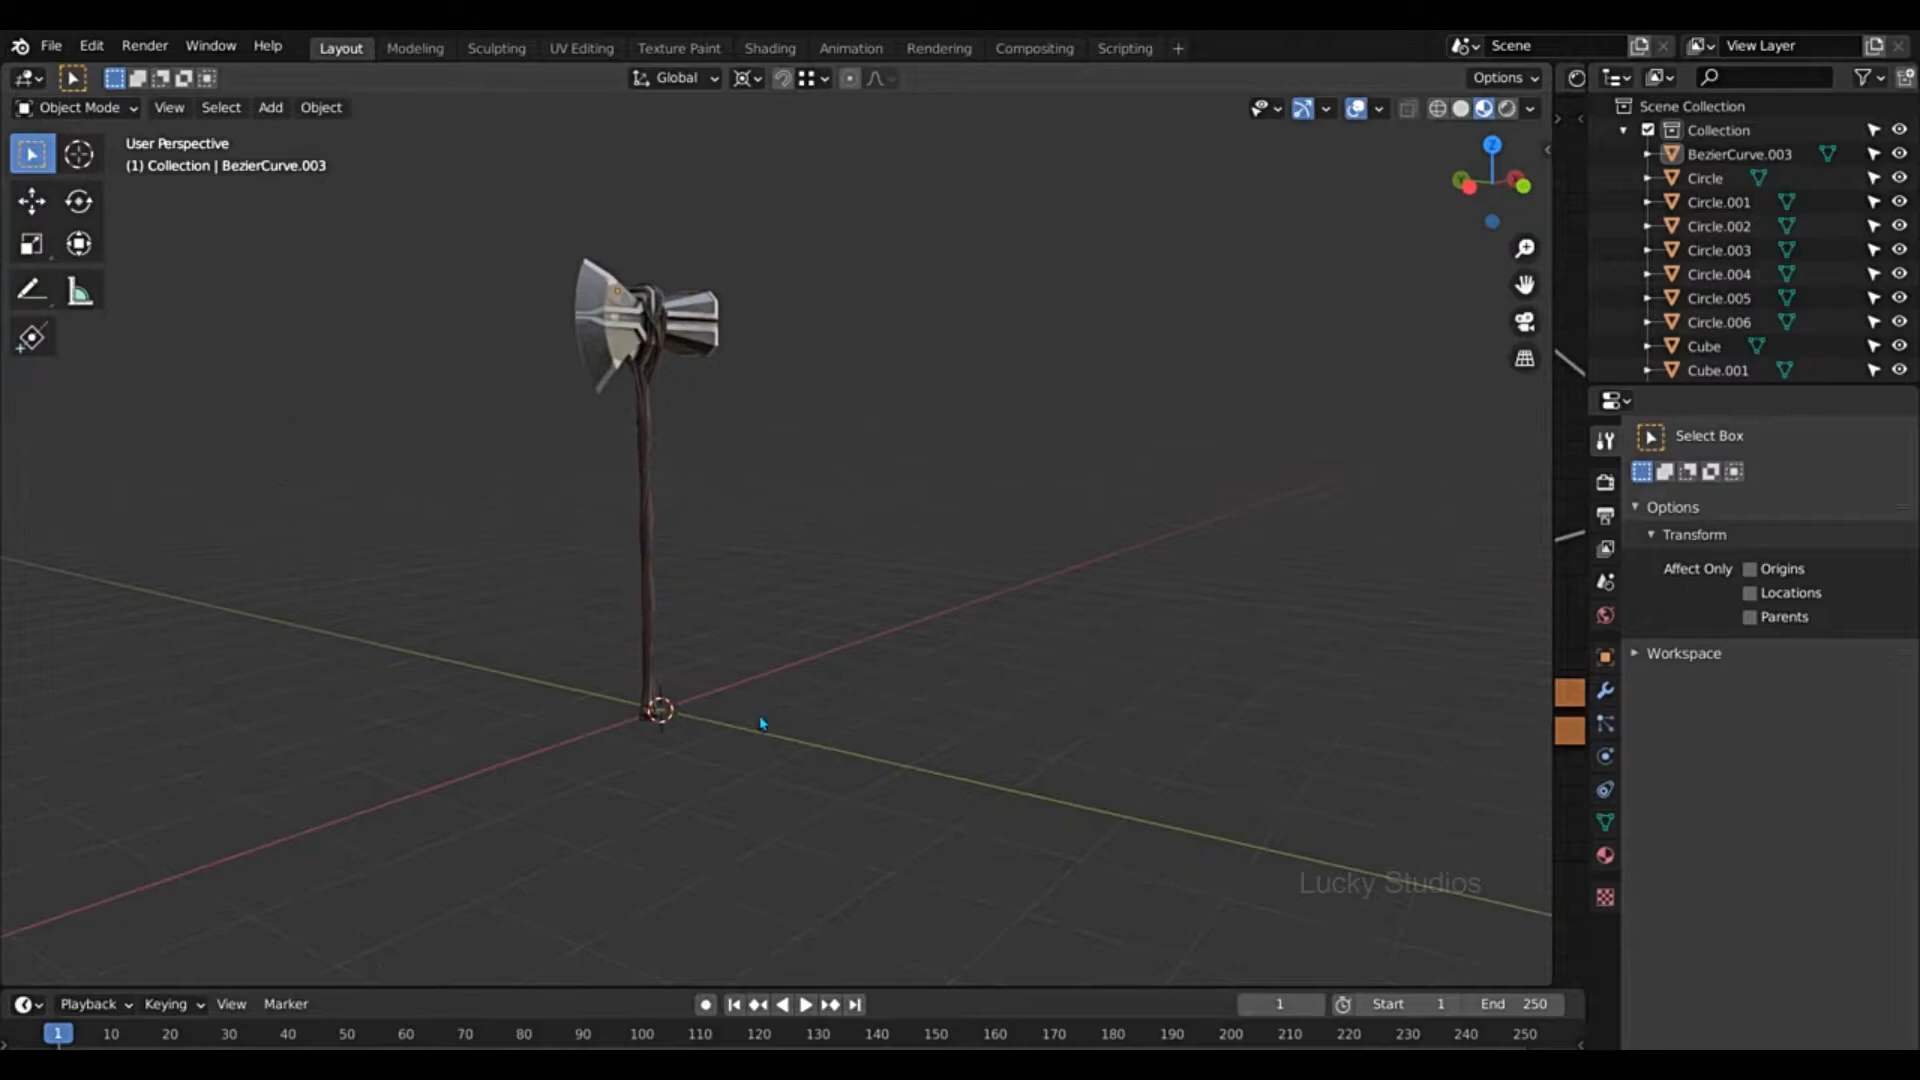 File Edit Render Window Help Layout Modeling Sculpting UV Editing Texture Paint Shading Animation Rendering Compositing Scripting + Scene View Layer
Global Options
Object Mode View Select Add Object
User Perspective
(1) Collection | BezierCurve.003
Z
Y
Scene Collection
Collection
BezierCurve.003
Circle
Circle.001
Circle.002
Circle.003
Circle.004
Circle.005
Circle.006
Cube
Cube.001
Select Box
Options
Transform
Affect Only Origins
Locations
Parents
Workspace
Lucky Studios
Playback Keying View Marker 1 Start 1 End 250
1 10 20 30 40 50 60 70 80 90 100 110 120 130 140 150 160 170 180 190 200 210 220 230 240 250